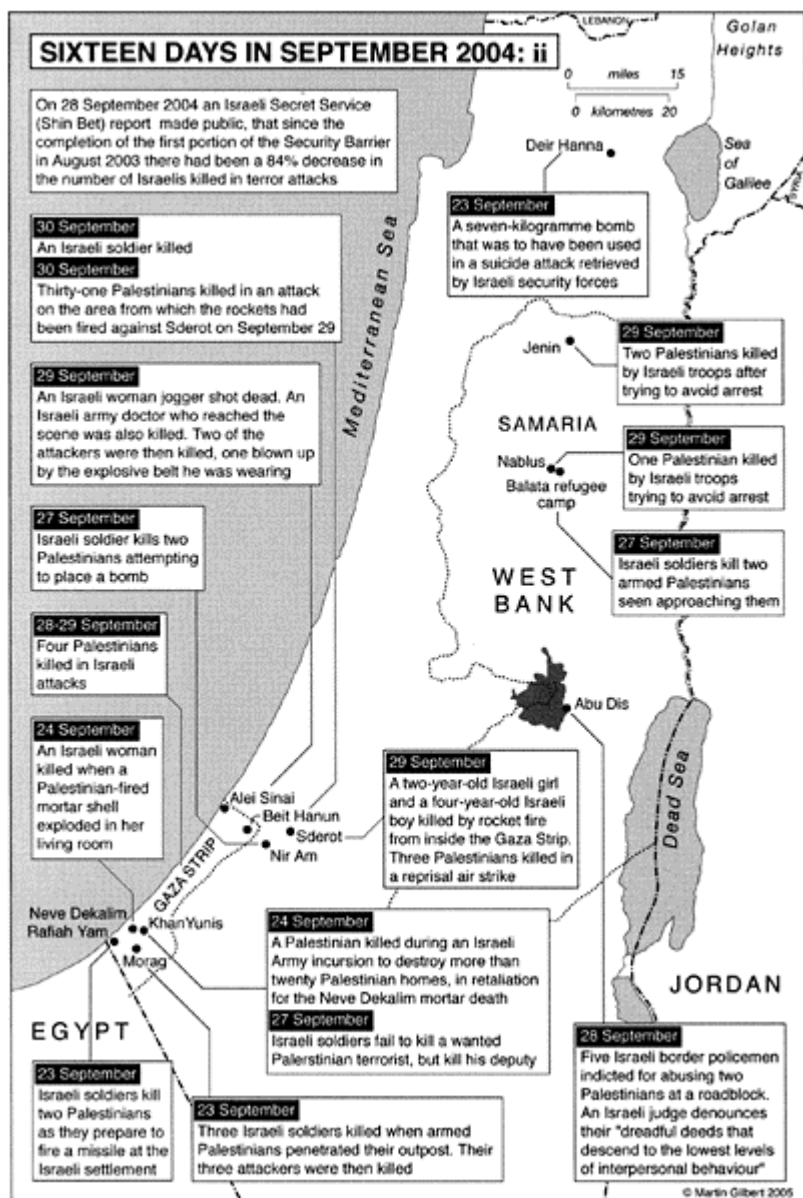 SIXTEEN DAYS IN SEPTEMBER 2004: ii
On 28 September 2004 an Israeli Secret Service
(Shin Bet) report made public, that since the
completion of the first portion of the Security Barrier
in August 2003 there had been a 84% decrease in
the number of Israelis killed in terror attacks
LEBANON
Golan
Heights
0 miles 15
0 kilometres 20
Sea
of
Galilee
SYRIA
Deir Hanna
23 September
A seven-kilogramme bomb
that was to have been used
in a suicide attack retrieved
by Israeli security forces
30 September
An Israeli soldier killed
30 September
Thirty-one Palestinians killed in an attack
on the area from which the rockets had
been fired against Sderot on September 29
Mediterranean Sea
29 September
An Israeli woman jogger shot dead. An
Israeli army doctor who reached the
scene was also killed. Two of the
attackers were then killed, one blown up
by the explosive belt he was wearing
Jenin
29 September
Two Palestinians killed
by Israeli troops after
trying to avoid arrest
SAMARIA
Nablus
Balata refugee
camp
29 September
One Palestinian killed
by Israeli troops
trying to avoid arrest
27 September
Israeli soldier kills two
Palestinians attempting
to place a bomb
27 September
Israeli soldiers kill two
armed Palestinians
seen approaching them
WEST
BANK
28-29 September
Four Palestinians
killed in Israeli
attacks
Abu Dis
24 September
An Israeli woman
killed when a
Palestinian-fired
mortar shell
exploded in her
living room
29 September
A two-year-old Israeli girl
and a four-year-old Israeli
boy killed by rocket fire
from inside the Gaza Strip.
Three Palestinians killed in
a reprisal air strike
Dead Sea
Alei Sinai
Beit Hanun
Sderot
Nir Am
GAZA STRIP
Neve Dekalim
Rafiah Yam
KhanYunis
Morag
24 September
A Palestinian killed during an Israeli
Army incursion to destroy more than
twenty Palestinian homes, in retaliation
for the Neve Dekalim mortar death
27 September
Israeli soldiers fail to kill a wanted
Palerstinian terrorist, but kill his deputy
JORDAN
EGYPT
23 September
Israeli soldiers kill
two Palestinians
as they prepare to
fire a missile at the
Israeli settlement
23 September
Three Israeli soldiers killed when armed
Palestinians penetrated their outpost. Their
three attackers were then killed
28 September
Five Israeli border policemen
indicted for abusing two
Palestinians at a roadblock.
An Israeli judge denounces
their "dreadful deeds that
descend to the lowest levels
of interpersonal behaviour"
© Martin Gilbert 2005